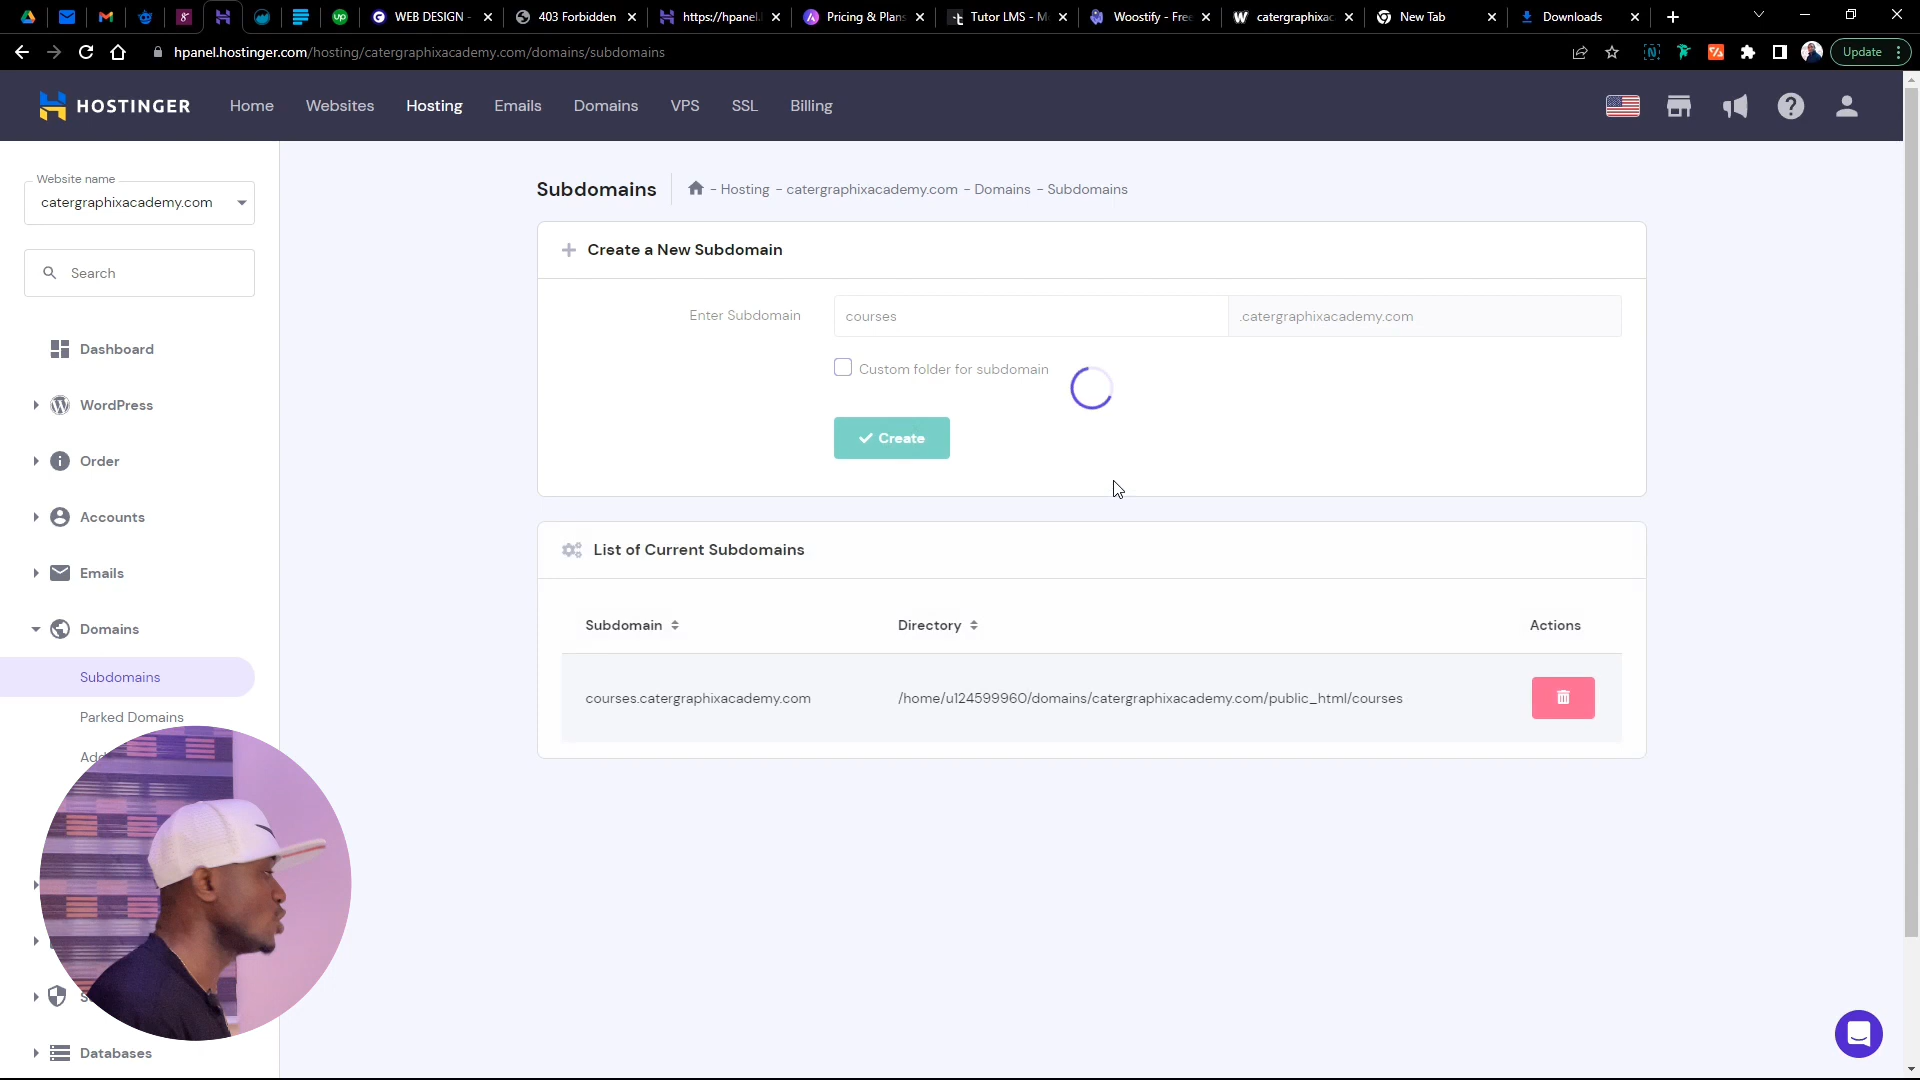 WEB DESIGN -
403 Forbidden
https://hpanel.
Pricing & Plans
Tutor LMS - M
Woostify - Free
catergraphixac
New Tab
Downloads
hpanel.hostinger.com/hosting/catergraphixacademy.com/domains/subdomains
Update
HOSTINGER
Home
Websites
Hosting
Emails
Domains
VPS
SSL
Billing
Website name
catergraphixacademy.com
Search
Dashboard
WordPress
Order
Accounts
Emails
Domains
Subdomains
Parked Domains
Databases
Subdomains
- Hosting - catergraphixacademy.com - Domains - Subdomains
Create a New Subdomain
Enter Subdomain
courses
.catergraphixacademy.com
Custom folder for subdomain
Create
List of Current Subdomains
Subdomain
Directory
Actions
courses.catergraphixacademy.com
/home/u124599960/domains/catergraphixacademy.com/public_html/courses